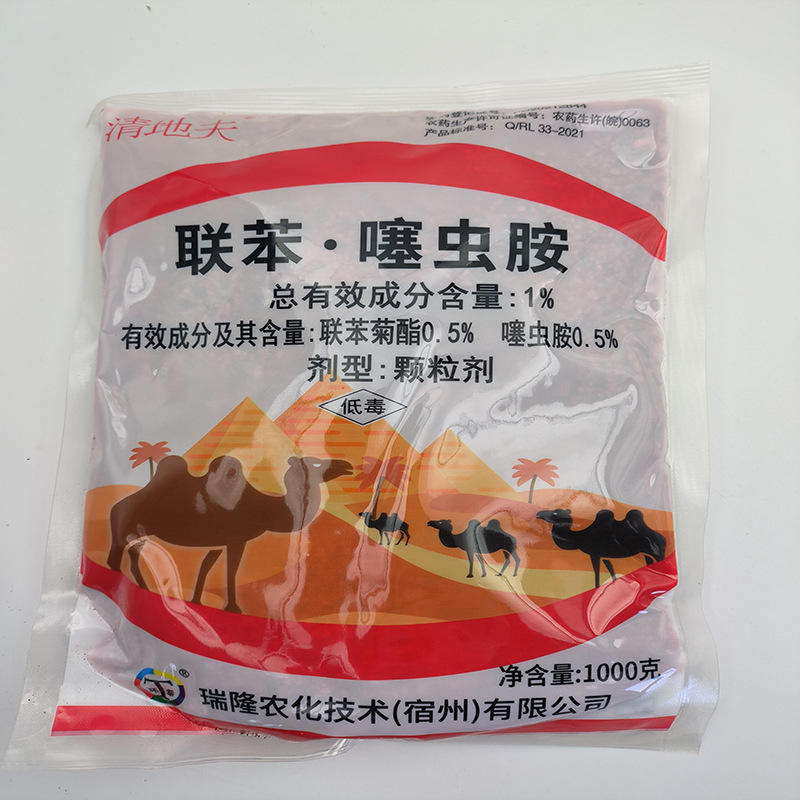 清地夫
农药生产许可证编号：农药生许(皖)0063
产品标准号：Q/RL 33-2021
联苯·噻虫胺
总有效成分含量:1%
有效成分及其含量:联苯菊酯0.5% 噻虫胺0.5%
剂型:颗粒剂
低毒
净含量:1000克
®
瑞隆农化技术(宿州)有限公司